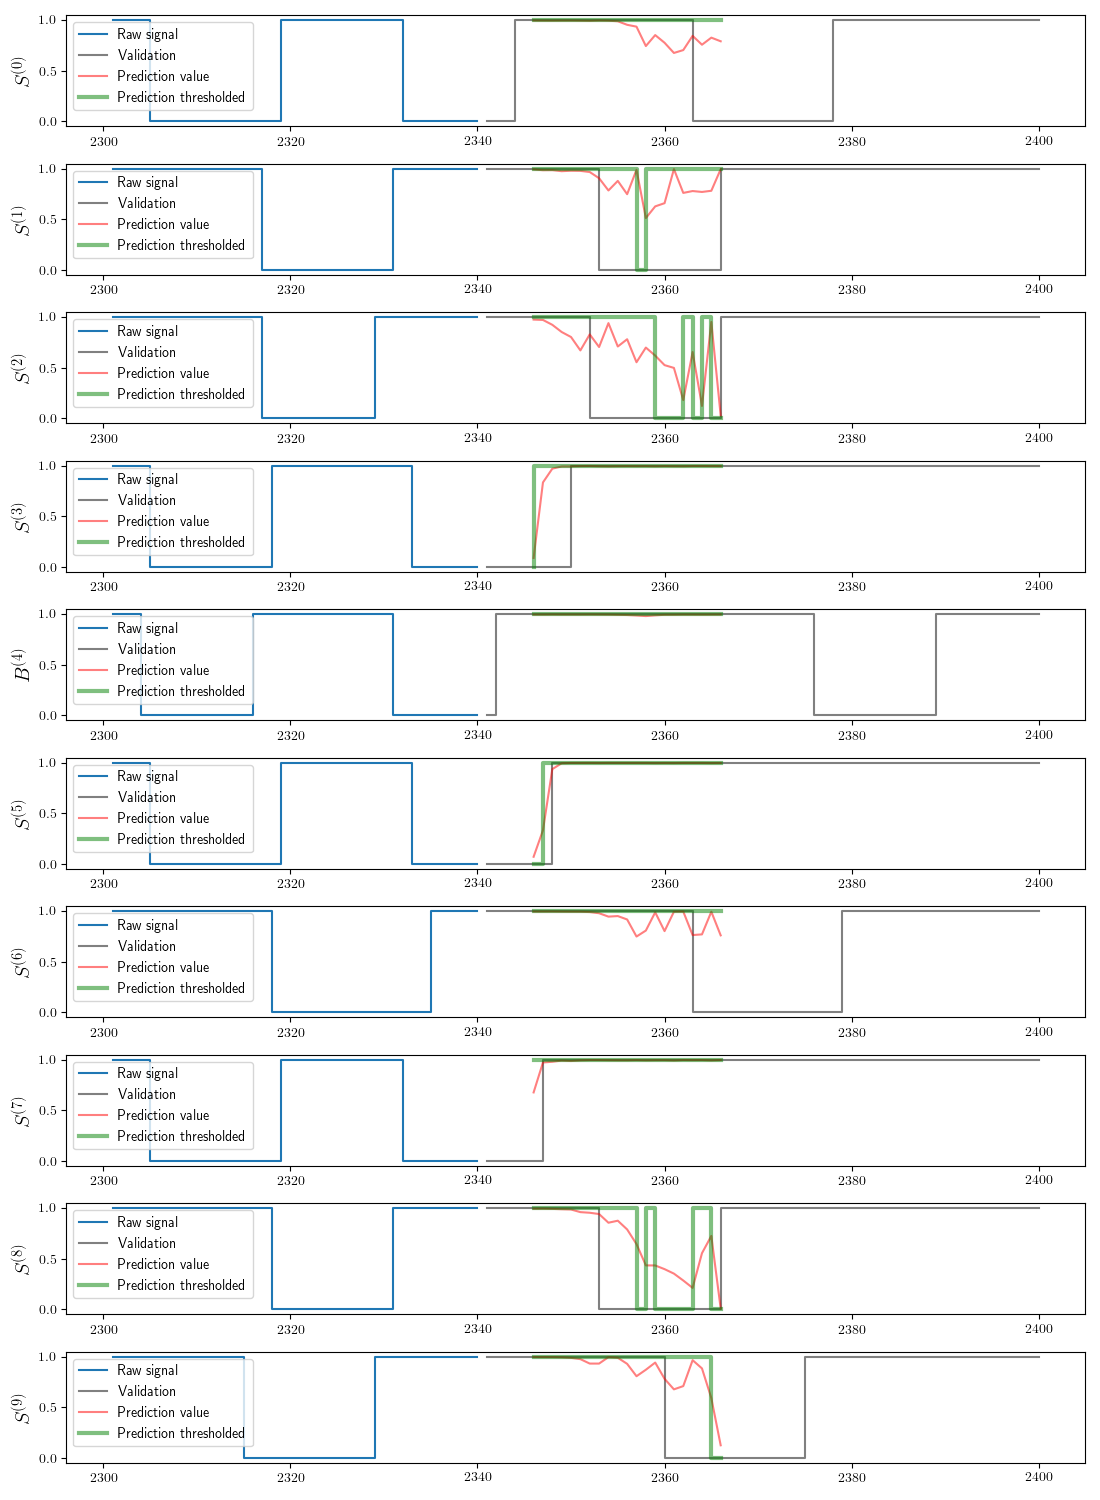 1.0
0.5
0.0
S(0)
Raw signal
Validation
Prediction value
Prediction thresholded
2300 2320 2340 2360 2380 2400
1.0
0.5
0.0
S(1)
Raw signal
Validation
Prediction value
Prediction thresholded
2300 2320 2340 2360 2380 2400
1.0
0.5
0.0
S(2)
Raw signal
Validation
Prediction value
Prediction thresholded
2300 2320 2340 2360 2380 2400
1.0
0.5
0.0
S(3)
Raw signal
Validation
Prediction value
Prediction thresholded
2300 2320 2340 2360 2380 2400
1.0
0.5
0.0
B(4)
Raw signal
Validation
Prediction value
Prediction thresholded
2300 2320 2340 2360 2380 2400
1.0
0.5
0.0
S(5)
Raw signal
Validation
Prediction value
Prediction thresholded
2300 2320 2340 2360 2380 2400
1.0
0.5
0.0
S(6)
Raw signal
Validation
Prediction value
Prediction thresholded
2300 2320 2340 2360 2380 2400
1.0
0.5
0.0
S(7)
Raw signal
Validation
Prediction value
Prediction thresholded
2300 2320 2340 2360 2380 2400
1.0
0.5
0.0
S(8)
Raw signal
Validation
Prediction value
Prediction thresholded
2300 2320 2340 2360 2380 2400
1.0
0.5
0.0
S(9)
Raw signal
Validation
Prediction value
Prediction thresholded
2300 2320 2340 2360 2380 2400